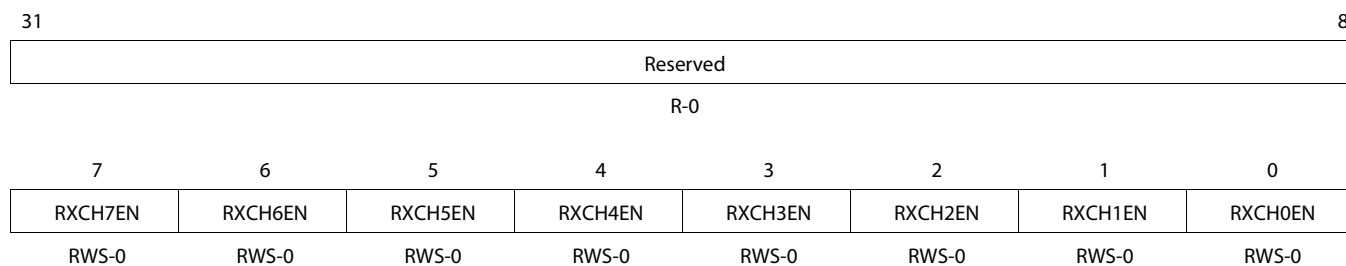 31 8
Reserved
R-0
7 6 5 4 3 2 1 0
RXCH7EN RXCH6EN RXCH5EN RXCH4EN RXCH3EN RXCH2EN RXCH1EN RXCH0EN
RWS-0 RWS-0 RWS-0 RWS-0 RWS-0 RWS-0 RWS-0 RWS-0